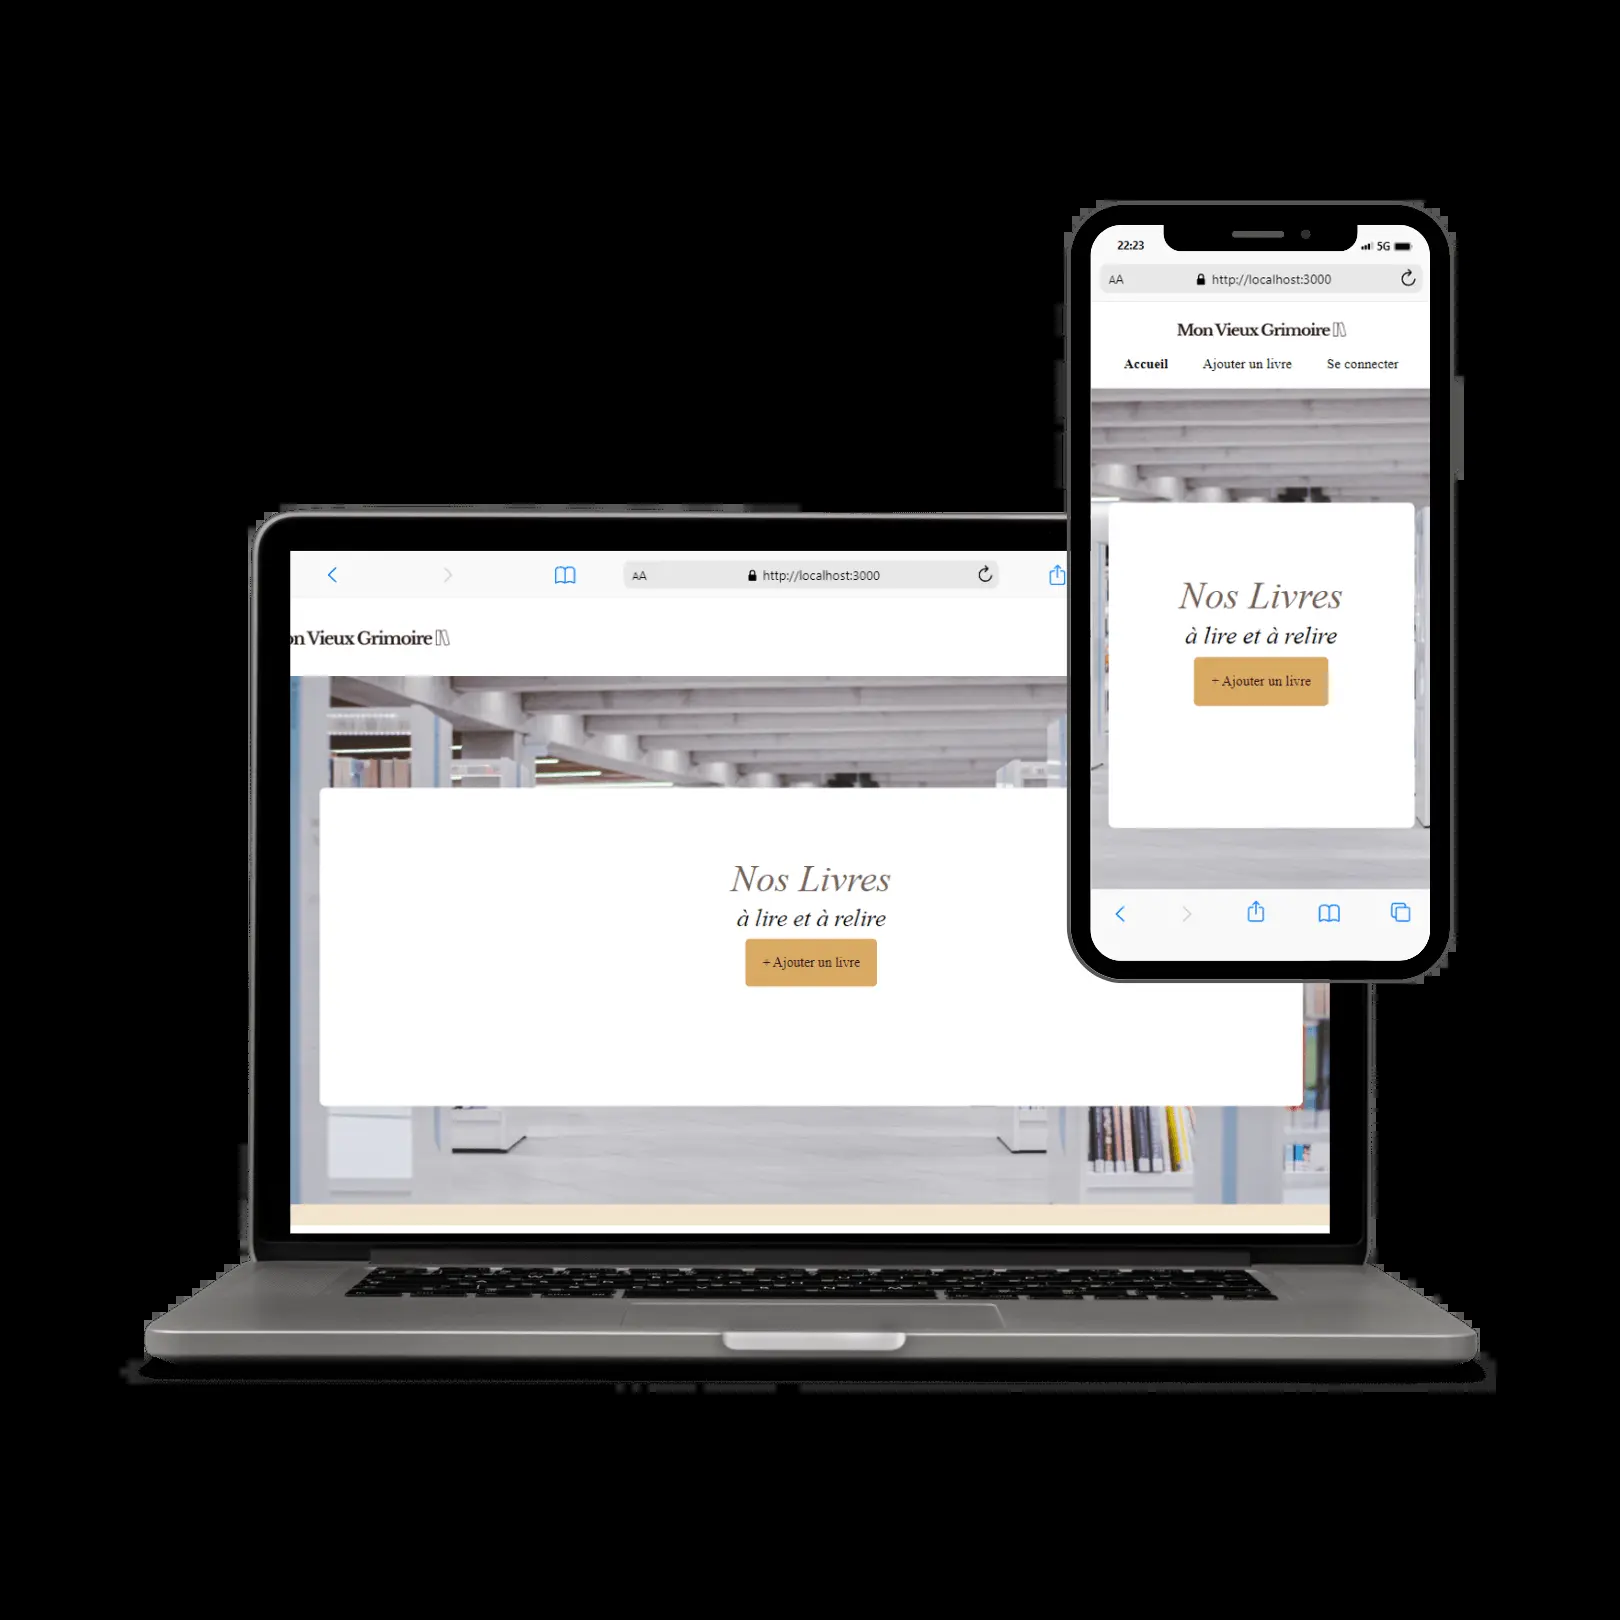 22:23
5G
AA
http://localhost:3000
Mon Vieux Grimoire
Accueil Ajouter un livre Se connecter
Nos Livres
à lire et à relire
+ Ajouter un livre
AA
http://localhost:3000
on Vieux Grimoire
Nos Livres
à lire et à relire
+ Ajouter un livre